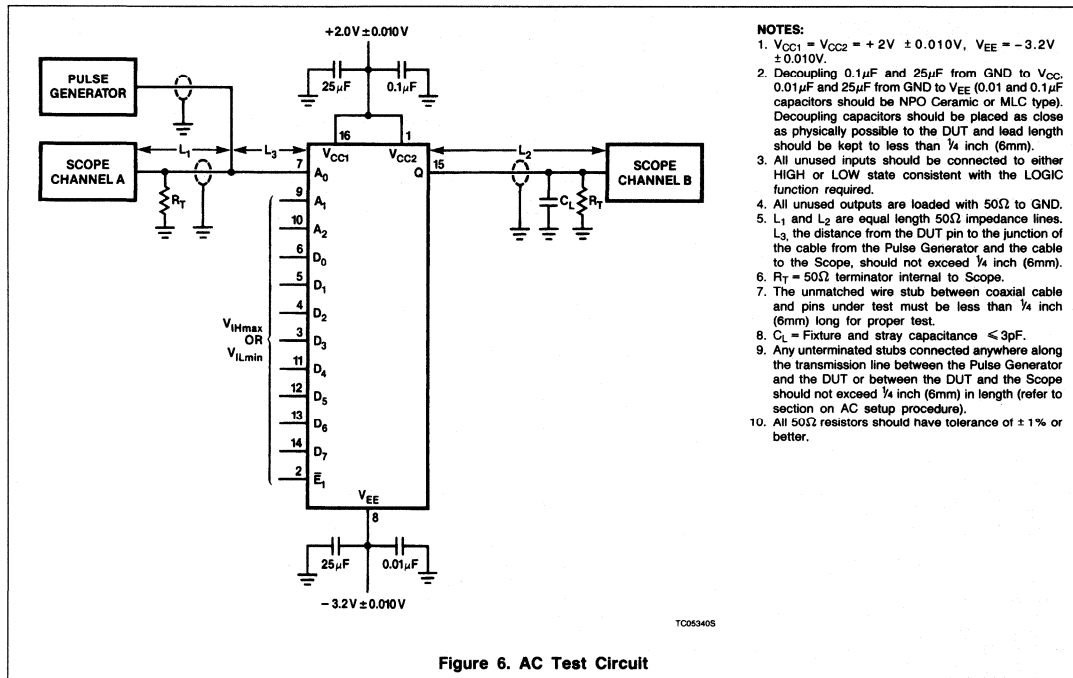 +2.0V ± 0.010V
25μF
0.1μF
PULSE
GENERATOR
16
1
L1
L3
VCC1
VCC2
L2
SCOPE
CHANNEL A
7
A0
Q
15
SCOPE
CHANNEL B
RT
CL
RT
9
A1
10
A2
6
D0
5
D1
4
D2
VIHmax
OR
VILmin
3
D3
11
D4
12
D5
13
D6
14
D7
2
E̅1
VEE
8
25μF
0.01μF
− 3.2V ± 0.010V
TC05340S
NOTES:
1. VCC1 = VCC2 = + 2V ± 0.010V, VEE = − 3.2V
± 0.010V.
2. Decoupling 0.1μF and 25μF from GND to VCC,
0.01μF and 25μF from GND to VEE (0.01 and 0.1μF
capacitors should be NPO Ceramic or MLC type).
Decoupling capacitors should be placed as close
as physically possible to the DUT and lead length
should be kept to less than ¼ inch (6mm).
3. All unused inputs should be connected to either
HIGH or LOW state consistent with the LOGIC
function required.
4. All unused outputs are loaded with 50Ω to GND.
5. L1 and L2 are equal length 50Ω impedance lines.
L3, the distance from the DUT pin to the junction of
the cable from the Pulse Generator and the cable
to the Scope, should not exceed ¼ inch (6mm).
6. RT = 50Ω terminator internal to Scope.
7. The unmatched wire stub between coaxial cable
and pins under test must be less than ¼ inch
(6mm) long for proper test.
8. CL = Fixture and stray capacitance ⩽ 3pF.
9. Any unterminated stubs connected anywhere along
the transmission line between the Pulse Generator
and the DUT or between the DUT and the Scope
should not exceed ¼ inch (6mm) in length (refer to
section on AC setup procedure).
10. All 50Ω resistors should have tolerance of ± 1% or
better.
Figure 6. AC Test Circuit